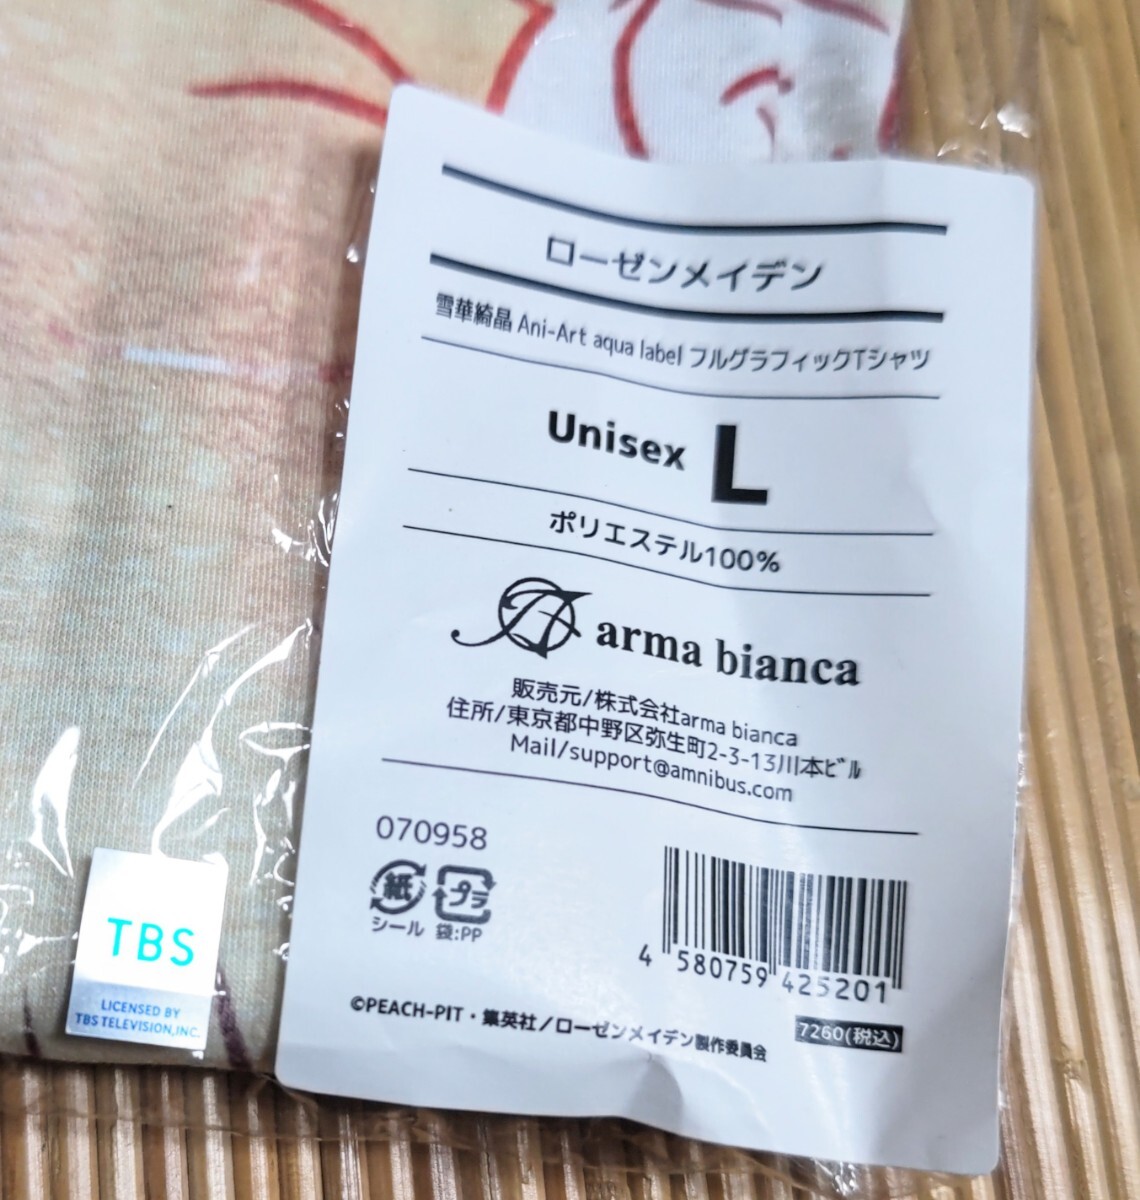 ローゼンメイデン
雪華綺晶 Ani-Art aqua label フルグラフィックTシャツ
Unisex L
ポリエステル100%
arma bianca
販売元/株式会社arma bianca
住所/東京都中野区弥生町2-3-13川本ビル
Mail/support@amnibus.com
070958
紙 プラ
シール 袋:PP
4 580759 425201
7260(税込)
©PEACH-PIT・集英社/ローゼンメイデン製作委員会
TBS
LICENSED BY
TBS TELEVISION,INC.